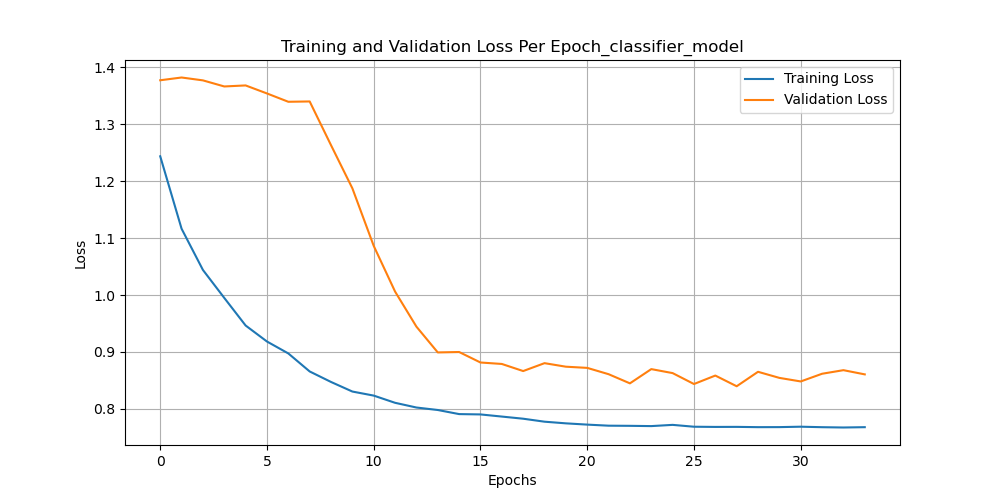 Training and Validation Loss Per Epoch_classifier_model
Training Loss
Validation Loss
1.4
1.3
1.2
1.1
1.0
0.9
0.8
Loss
0 5 10 15 20 25 30
Epochs